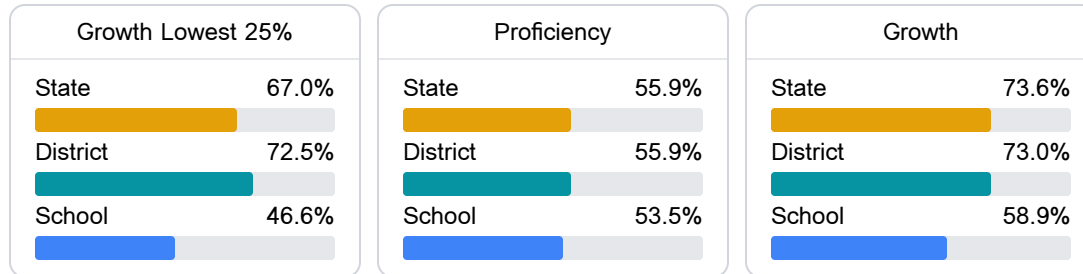 Growth Lowest 25%
State 67.0%
District 72.5%
School 46.6%
Proficiency
State 55.9%
District 55.9%
School 53.5%
Growth
State 73.6%
District 73.0%
School 58.9%